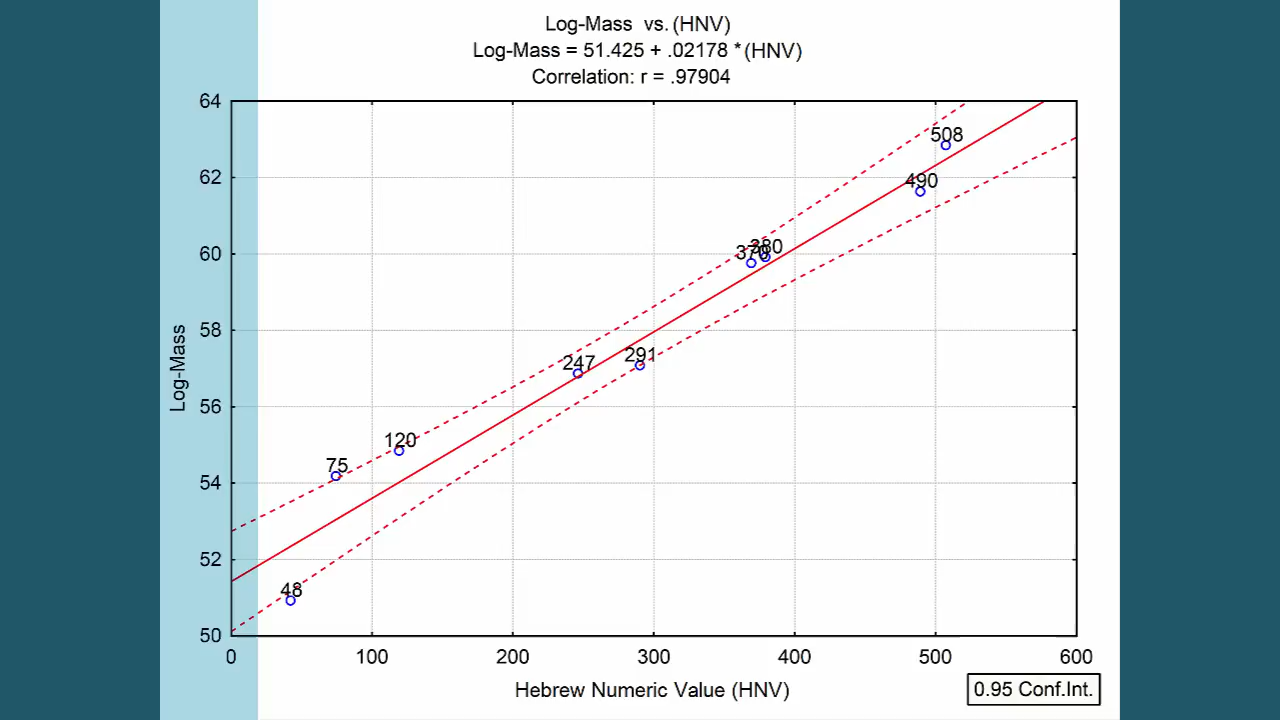 Log-Mass vs. (HNV)
Log-Mass = 51.425 + .02178 * (HNV)
Correlation: r = .97904
64
508
62
490
60
370 380
58
291
247
Log-Mass
56
120
75
54
52
48
50
0 100 200 300 400 500 600
Hebrew Numeric Value (HNV)
0.95 Conf.Int.